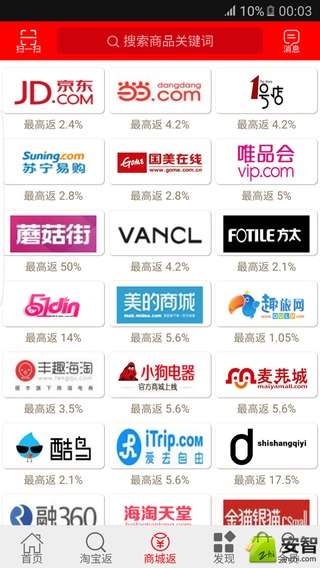 10% 00:03
扫一扫
搜索商品关键词
消息
JD.COM 京东
当当 dangdang .com
1号店
最高返 2.4%
最高返 4.2%
最高返 4.2%
Suning.com 苏宁易购
Gome 国美在线 www.gome.com.cn
唯品会 vip.com
最高返 2.8%
最高返 2.8%
最高返 5%
蘑菇街
VANCL
FOTILE 方太
最高返 50%
最高返 4.2%
最高返 2.1%
51din
美的商城
趣旅网
最高返 14%
最高返 5.6%
最高返 1.05%
丰趣海淘 www.fengqu.com
小狗电器 官方商城上线
麦芽城 maiyamall.com
最高返 3.5%
最高返 5.6%
最高返 2.8%
酷鸟
iTrip.com 爱去自由
d shishangqiyi
最高返 2.1%
最高返 5.6%
最高返 17.5%
融360
海淘天堂
金猫银猫 CSmall
首页
淘宝返
商城返
发现
安智